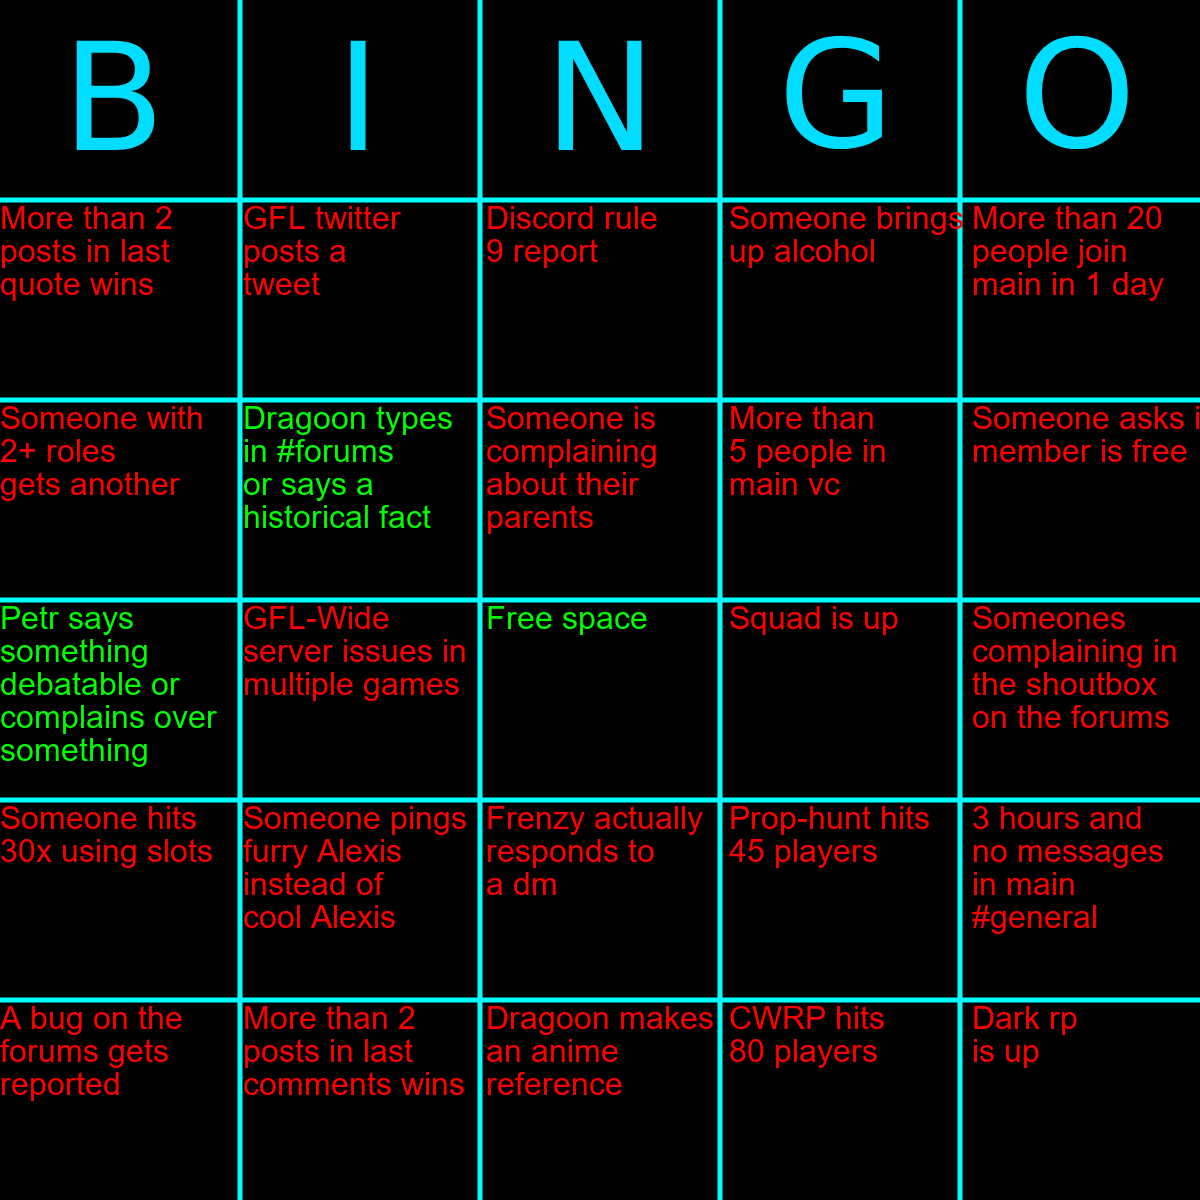 B I N G O
More than 2
posts in last
quote wins
GFL twitter
posts a
tweet
Discord rule
9 report
Someone brings
up alcohol
More than 20
people join
main in 1 day
Someone with
2+ roles
gets another
Dragoon types
in #forums
or says a
historical fact
Someone is
complaining
about their
parents
More than
5 people in
main vc
Someone asks
member is free
Petr says
something
debatable or
complains over
something
GFL-Wide
server issues in
multiple games
Free space
Squad is up
Someones
complaining in
the shoutbox
on the forums
Someone hits
30x using slots
Someone pings
furry Alexis
instead of
cool Alexis
Frenzy actually
responds to
a dm
Prop-hunt hits
45 players
3 hours and
no messages
in main
#general
A bug on the
forums gets
reported
More than 2
posts in last
comments wins
Dragoon makes
an anime
reference
CWRP hits
80 players
Dark rp
is up